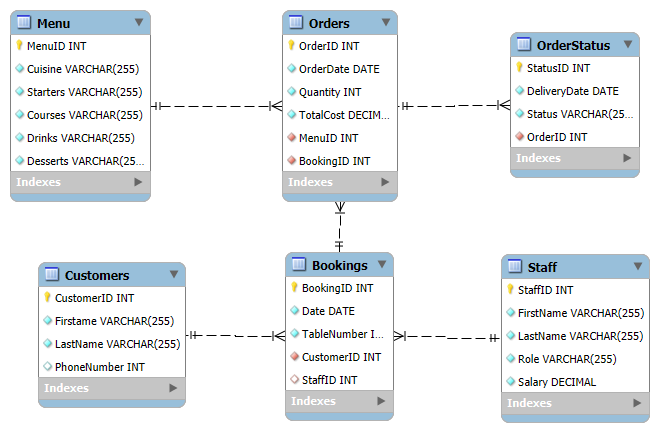 Menu
MenuID INT
Cuisine VARCHAR(255)
Starters VARCHAR(255)
Courses VARCHAR(255)
Drinks VARCHAR(255)
Desserts VARCHAR(25...
Indexes
Orders
OrderID INT
OrderDate DATE
Quantity INT
TotalCost DECIM...
MenuID INT
BookingID INT
Indexes
OrderStatus
StatusID INT
DeliveryDate DATE
Status VARCHAR(25...
OrderID INT
Indexes
Customers
CustomerID INT
Firstame VARCHAR(255)
LastName VARCHAR(255)
PhoneNumber INT
Indexes
Bookings
BookingID INT
Date DATE
TableNumber I...
CustomerID INT
StaffID INT
Indexes
Staff
StaffID INT
FirstName VARCHAR(255)
LastName VARCHAR(255)
Role VARCHAR(255)
Salary DECIMAL
Indexes